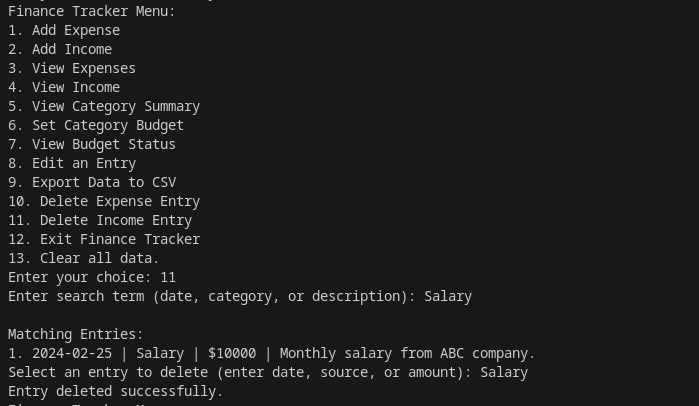 Finance Tracker Menu:
1. Add Expense
2. Add Income
3. View Expenses
4. View Income
5. View Category Summary
6. Set Category Budget
7. View Budget Status
8. Edit an Entry
9. Export Data to CSV
10. Delete Expense Entry
11. Delete Income Entry
12. Exit Finance Tracker
13. Clear all data.
Enter your choice: 11
Enter search term (date, category, or description): Salary
Matching Entries:
1. 2024-02-25 | Salary | $10000 | Monthly salary from ABC company.
Select an entry to delete (enter date, source, or amount): Salary
Entry deleted successfully.